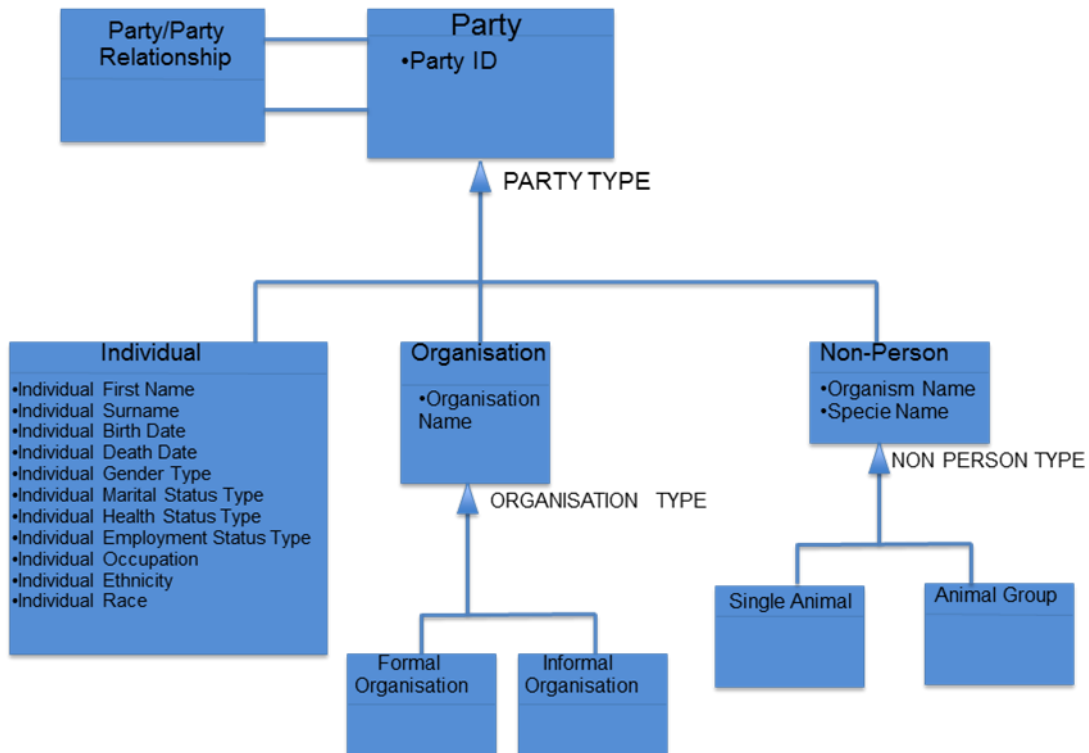 Party/Party
Relationship
Party
•Party ID
PARTY TYPE
Individual
•Individual First Name
•Individual Surname
•Individual Birth Date
•Individual Death Date
•Individual Gender Type
•Individual Marital Status Type
•Individual Health Status Type
•Individual Employment Status Type
•Individual Occupation
•Individual Ethnicity
•Individual Race
Organisation
•Organisation
Name
Non-Person
•Organism Name
•Specie Name
ORGANISATION TYPE
NON PERSON TYPE
Formal
Organisation
Informal
Organisation
Single Animal
Animal Group